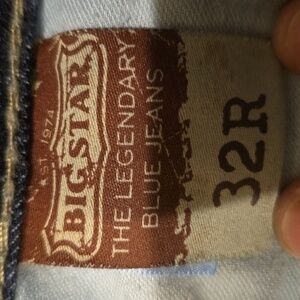 EST. 1974
BIG STAR
THE LEGENDARY
BLUE JEANS
32R